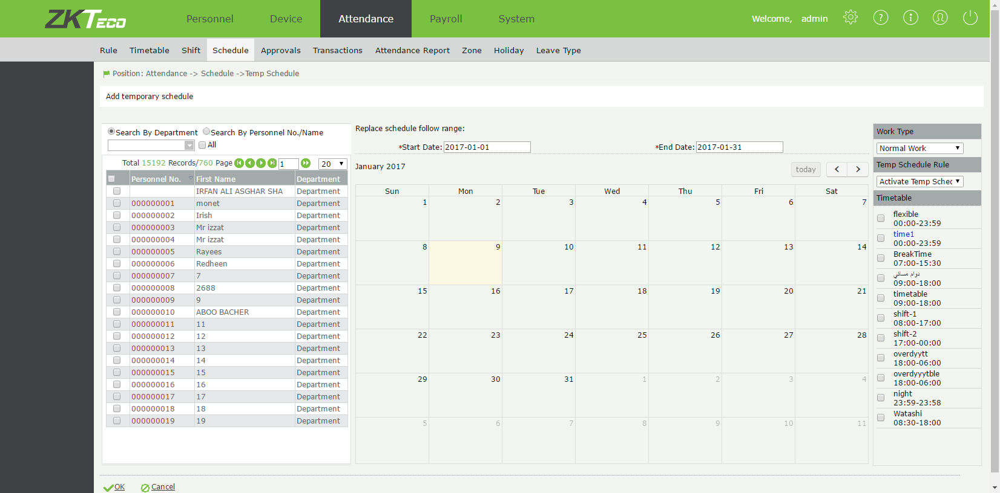 ZKTeco
Personnel Device Attendance Payroll System
Welcome, admin
Rule Timetable Shift Schedule Approvals Transactions Attendance Report Zone Holiday Leave Type
Position: Attendance -> Schedule ->Temp Schedule
Add temporary schedule
Search By Department Search By Personnel No./Name
All
Total 15192 Records/760 Page 1 20
Personnel No. First Name Department
IRFAN ALI ASGHAR SHA Department
000000001 monet Department
000000002 Irish Department
000000003 Mr izzat Department
000000004 Mr izzat Department
000000005 Rayees Department
000000006 Redheen Department
000000007 7 Department
000000008 2688 Department
000000009 9 Department
000000010 ABOO BACHER Department
000000011 11 Department
000000012 12 Department
000000013 13 Department
000000014 14 Department
000000015 15 Department
000000016 16 Department
000000017 17 Department
000000018 18 Department
000000019 19 Department
Replace schedule follow range:
*Start Date: 2017-01-01 *End Date: 2017-01-31
January 2017 today
Sun Mon Tue Wed Thu Fri Sat
1 2 3 4 5 6 7
8 9 10 11 12 13 14
15 16 17 18 19 20 21
22 23 24 25 26 27 28
29 30 31 1 2 3 4
5 6 7 8 9 10 11
Work Type
Normal Work
Temp Schedule Rule
Activate Temp Sched
Timetable
flexible
00:00-23:59
time1
00:00-23:59
BreakTime
07:00-15:30
دوام مسائي
09:00-18:00
timetable
09:00-18:00
shift-1
08:00-17:00
shift-2
17:00-00:00
overdyytt
18:00-06:00
overdyyytble
18:00-06:00
night
23:59-23:58
Watashi
08:30-18:00
OK Cancel